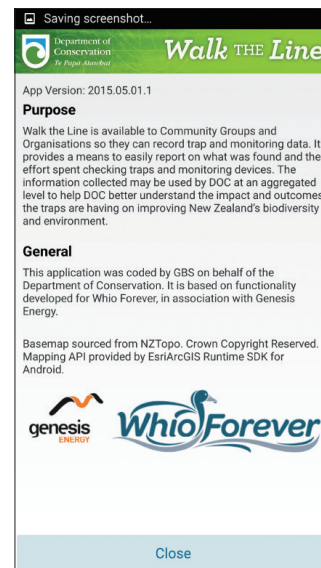 Saving screenshot...
Department of
Conservation
Te Papa Atawhai
Walk THE Line
App Version: 2015.05.01.1
Purpose
Walk the Line is available to Community Groups and
Organisations so they can record trap and monitoring data. It
provides a means to easily report on what was found and the
effort spent checking traps and monitoring devices. The
information collected may be used by DOC at an aggregated
level to help DOC better understand the impact and outcomes
the traps are having on improving New Zealand's biodiversity
and environment.
General
This application was coded by GBS on behalf of the
Department of Conservation. It is based on functionality
developed for Whio Forever, in association with Genesis
Energy.
Basemap sourced from NZTopo. Crown Copyright Reserved.
Mapping API provided by EsriArcGIS Runtime SDK for
Android.
genesis
ENERGY
Whio Forever
Close